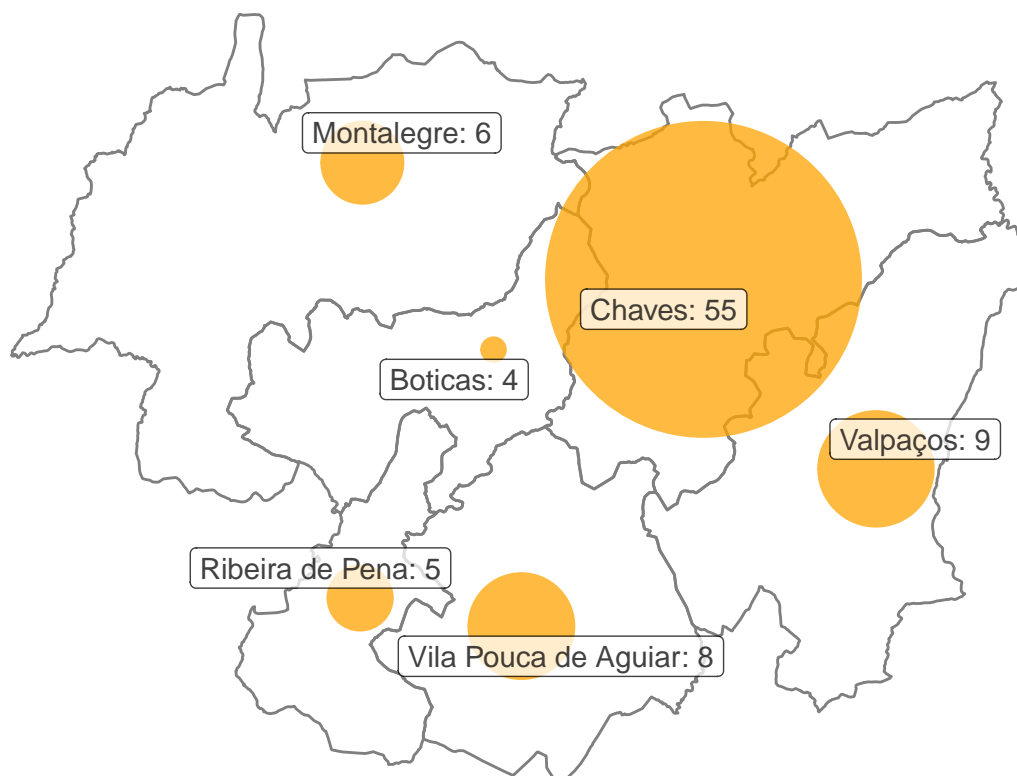 Montalegre: 6
Chaves: 55
Boticas: 4
Valpaços: 9
Ribeira de Pena: 5
Vila Pouca de Aguiar: 8